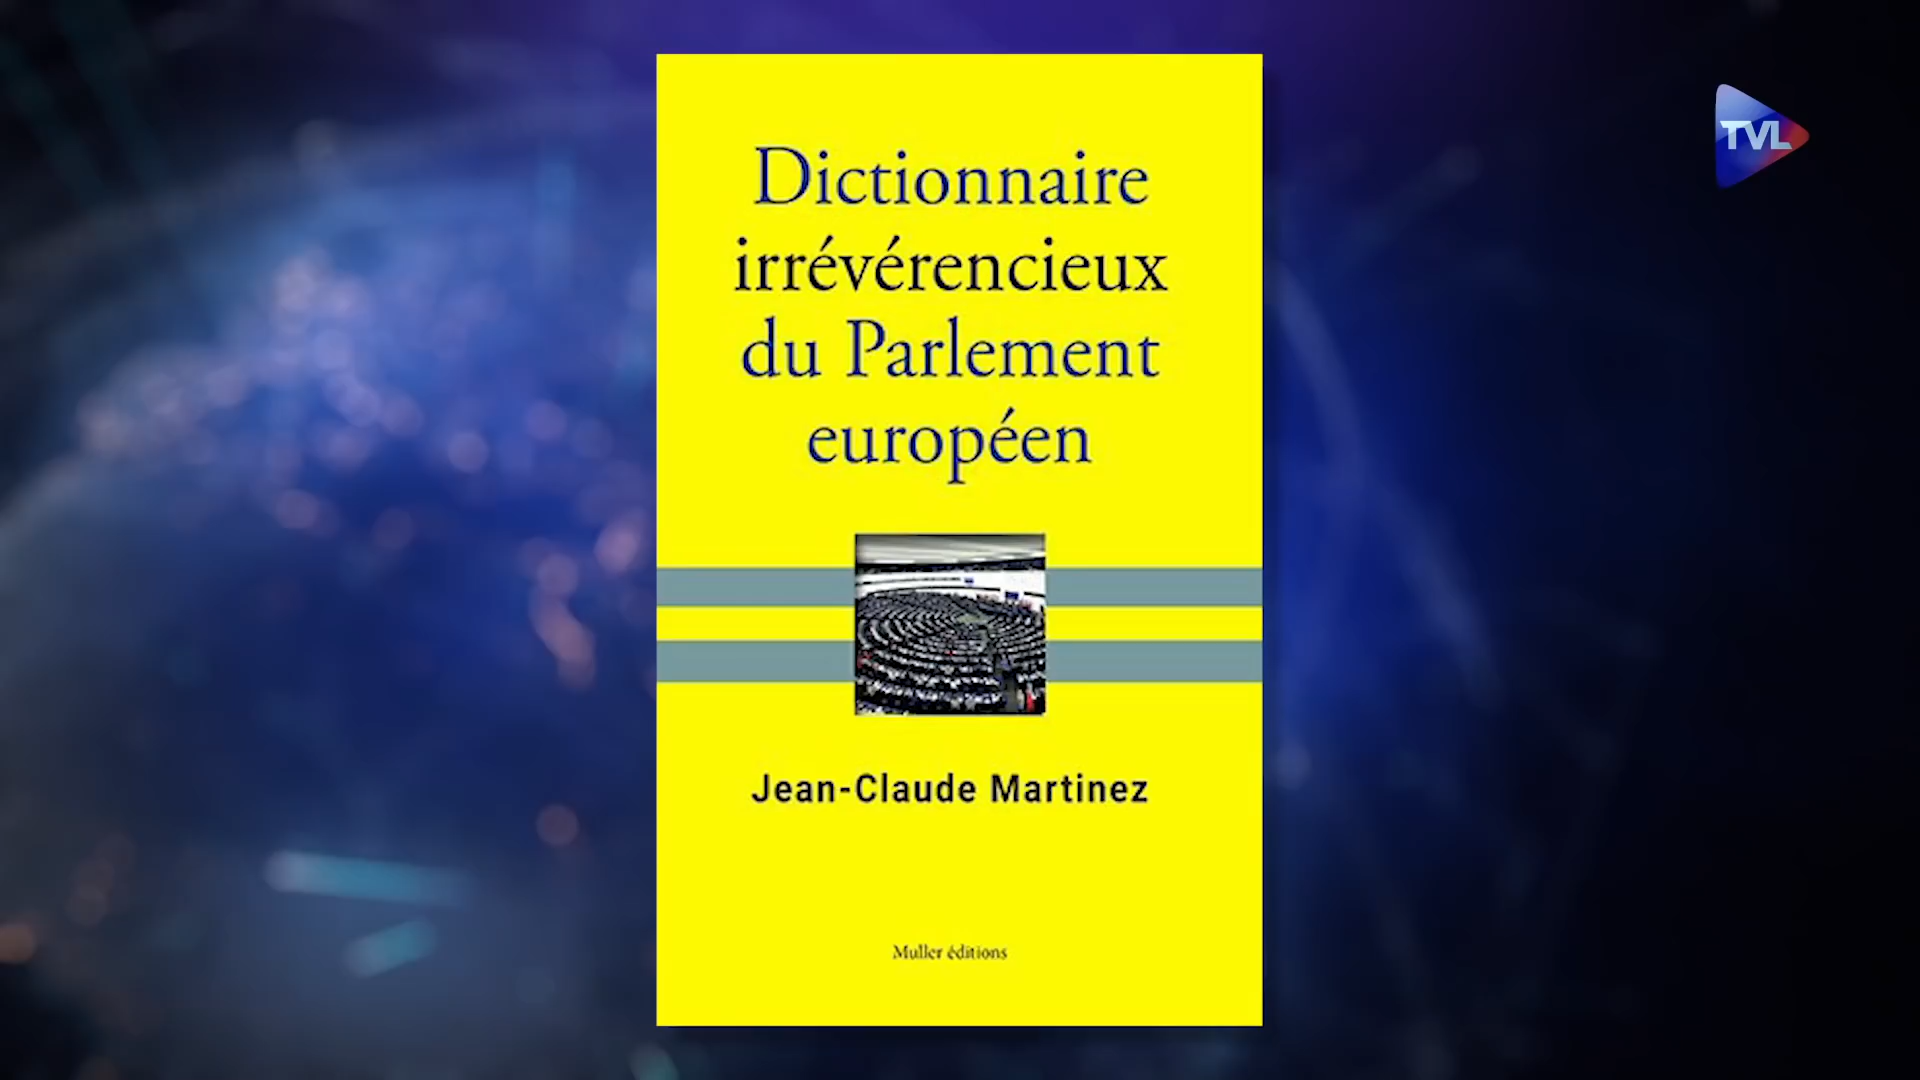 Dictionnaire
irrévérencieux
du Parlement
européen
Jean-Claude Martinez
Muller éditions
TVL